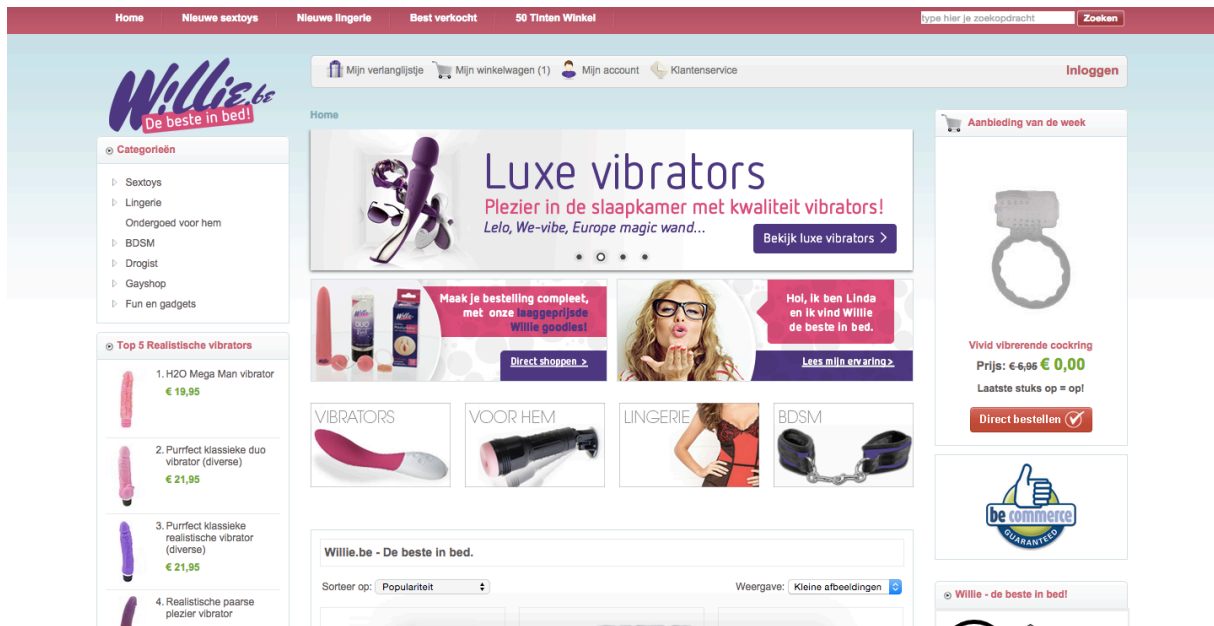 Home
Nieuwe sextoys
Nieuwe lingerie
Best verkocht
50 Tinten Winkel
type hier je zoekopdracht
Zoeken
Willie.be
De beste in bed!
Mijn verlanglijstje
Mijn winkelwagen (1)
Mijn account
Klantenservice
Inloggen
Categorieën
Sextoys
Lingerie
Ondergoed voor hem
BDSM
Drogist
Gayshop
Fun en gadgets
Top 5 Realistische vibrators
1. H2O Mega Man vibrator
€ 19,95
2. Purrfect klassieke duo
vibrator (diverse)
€ 21,95
3. Purrfect klassieke
realistische vibrator
(diverse)
€ 21,95
4. Realistische paarse
plezier vibrator
Home
Luxe vibrators
Plezier in de slaapkamer met kwaliteit vibrators!
Lelo, We-vibe, Europe magic wand...
Bekijk luxe vibrators >
Maak je bestelling compleet,
met onze laaggeprijsde
Willie goodies!
Direct shoppen >
Hoi, ik ben Linda
en ik vind Willie
de beste in bed.
Lees mijn ervaring>
VIBRATORS
VOOR HEM
LINGERIE
BDSM
Willie.be - De beste in bed.
Sorteer op:
Populariteit
Weergave:
Kleine afbeeldingen
Aanbieding van de week
Vivid vibrerende cockring
Prijs: € 6,95 € 0,00
Laatste stuks op = op!
Direct bestellen
be commerce
GUARANTEED
Willie - de beste in bed!